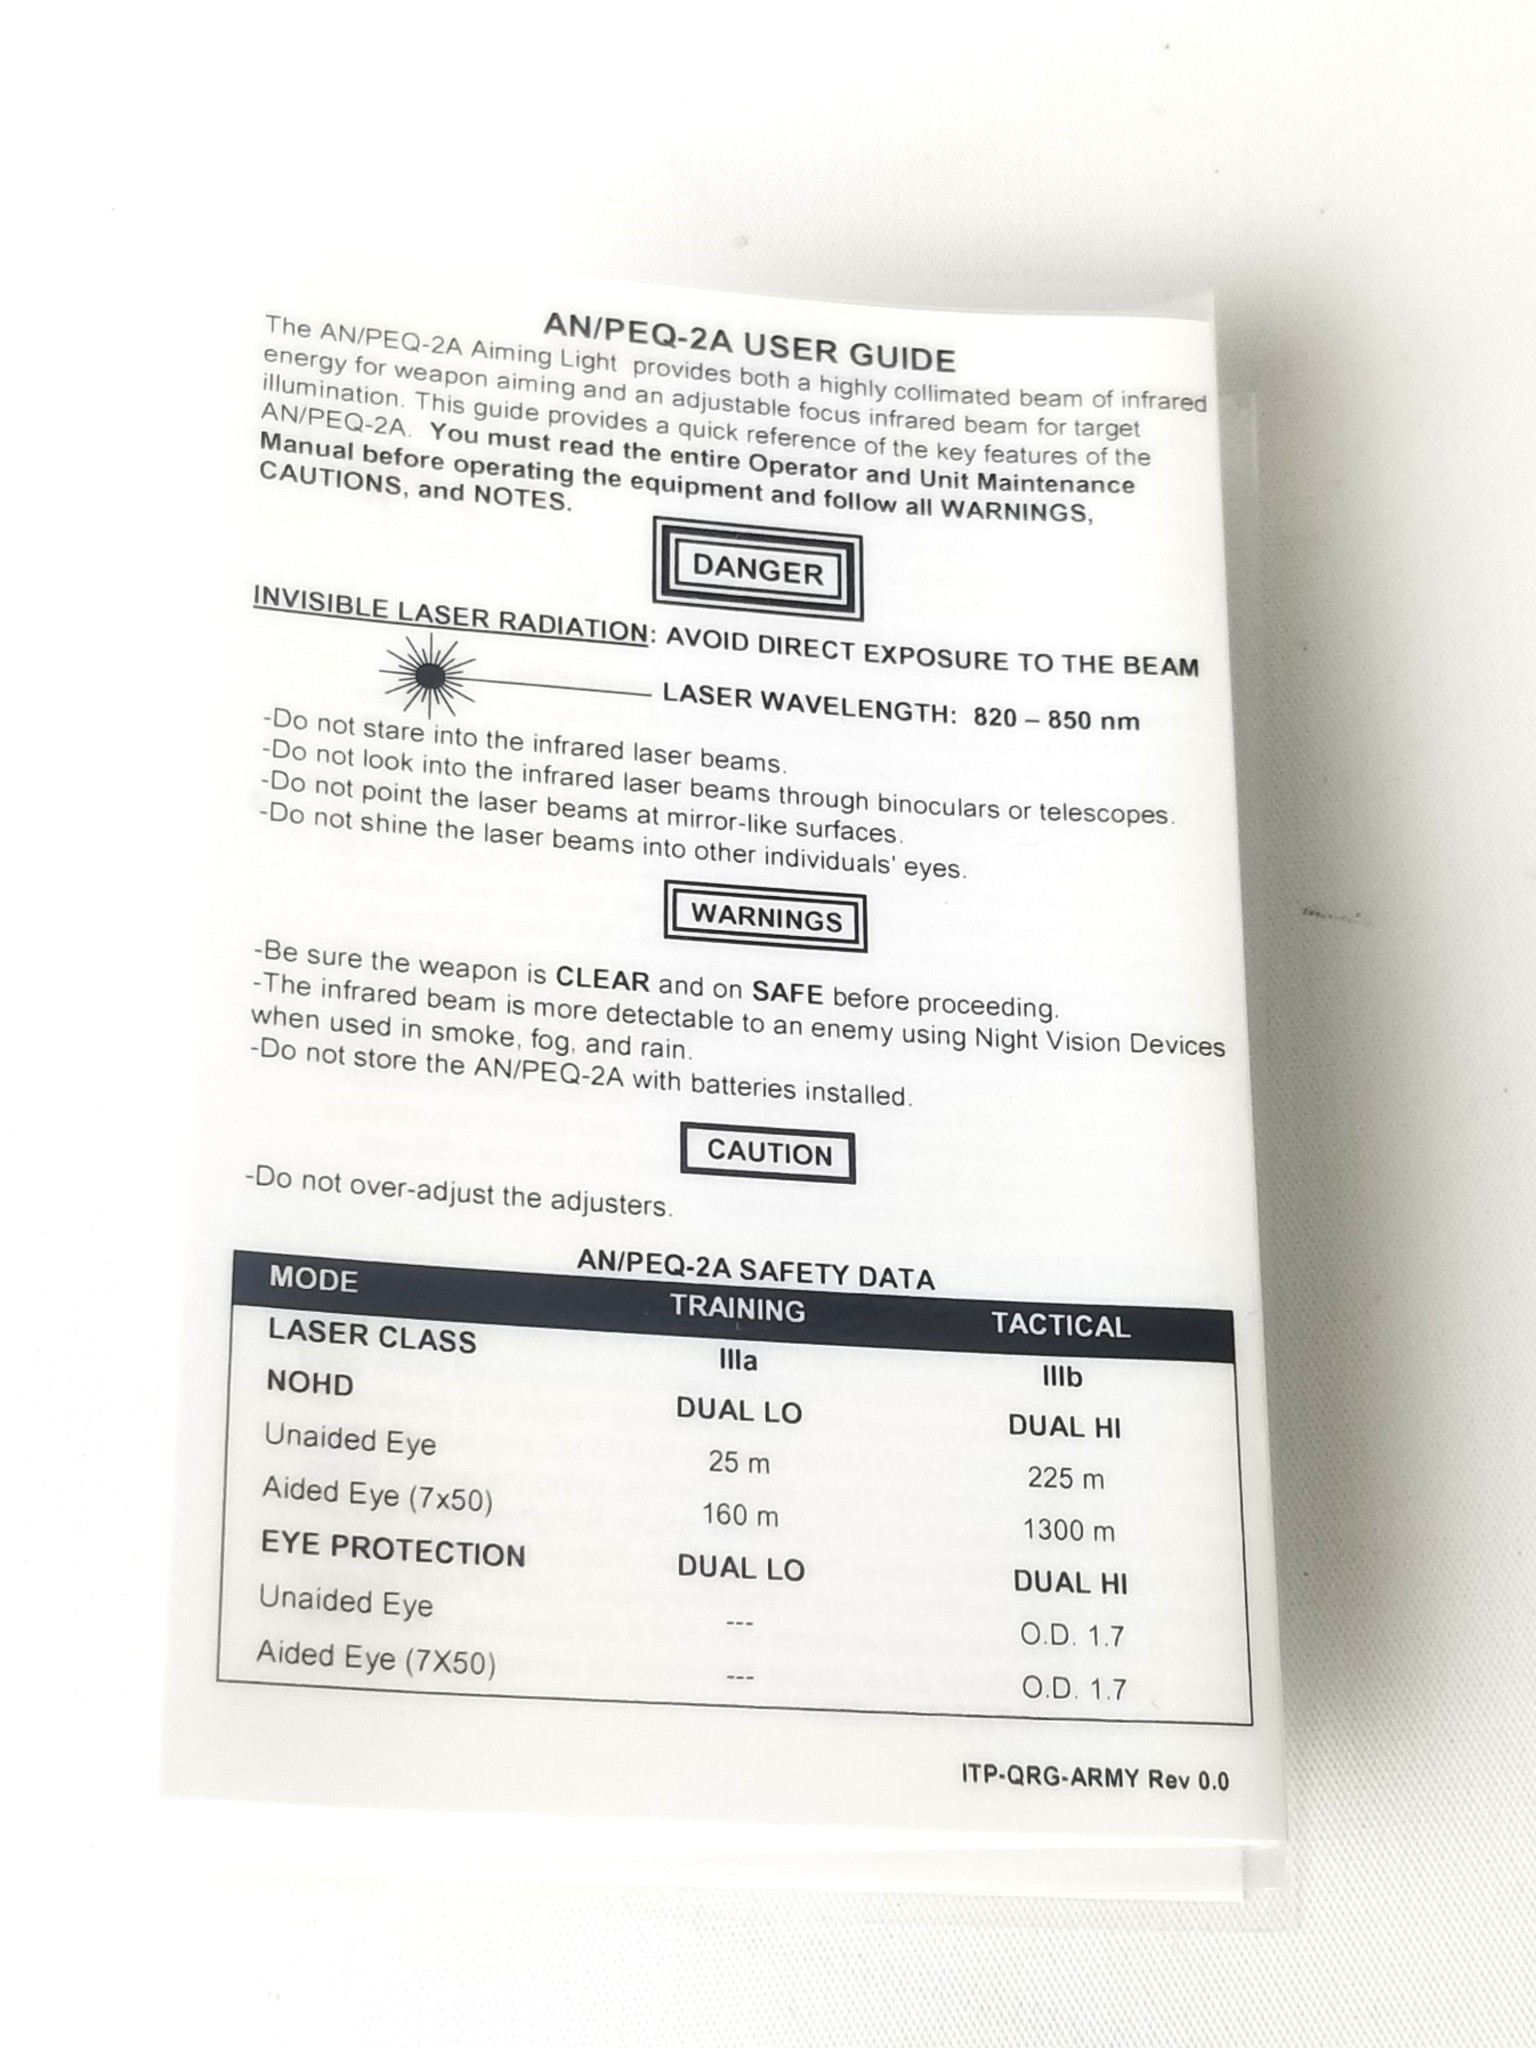 AN/PEQ-2A USER GUIDE
The AN/PEQ-2A Aiming Light provides both a highly collimated beam of infrared
energy for weapon aiming and an adjustable focus infrared beam for target
illumination. This guide provides a quick reference of the key features of the
AN/PEQ-2A. You must read the entire Operator and Unit Maintenance
Manual before operating the equipment and follow all WARNINGS,
CAUTIONS, and NOTES.
DANGER
INVISIBLE LASER RADIATION: AVOID DIRECT EXPOSURE TO THE BEAM
LASER WAVELENGTH: 820 – 850 nm
-Do not stare into the infrared laser beams.
-Do not look into the infrared laser beams through binoculars or telescopes.
-Do not point the laser beams at mirror-like surfaces.
-Do not shine the laser beams into other individuals' eyes.
WARNINGS
-Be sure the weapon is CLEAR and on SAFE before proceeding.
-The infrared beam is more detectable to an enemy using Night Vision Devices
when used in smoke, fog, and rain.
-Do not store the AN/PEQ-2A with batteries installed.
CAUTION
-Do not over-adjust the adjusters.
AN/PEQ-2A SAFETY DATA
MODE TRAINING TACTICAL
LASER CLASS IIIa IIIb
NOHD DUAL LO DUAL HI
Unaided Eye 25 m 225 m
Aided Eye (7x50) 160 m 1300 m
EYE PROTECTION DUAL LO DUAL HI
Unaided Eye --- O.D. 1.7
Aided Eye (7X50) --- O.D. 1.7
ITP-QRG-ARMY Rev 0.0